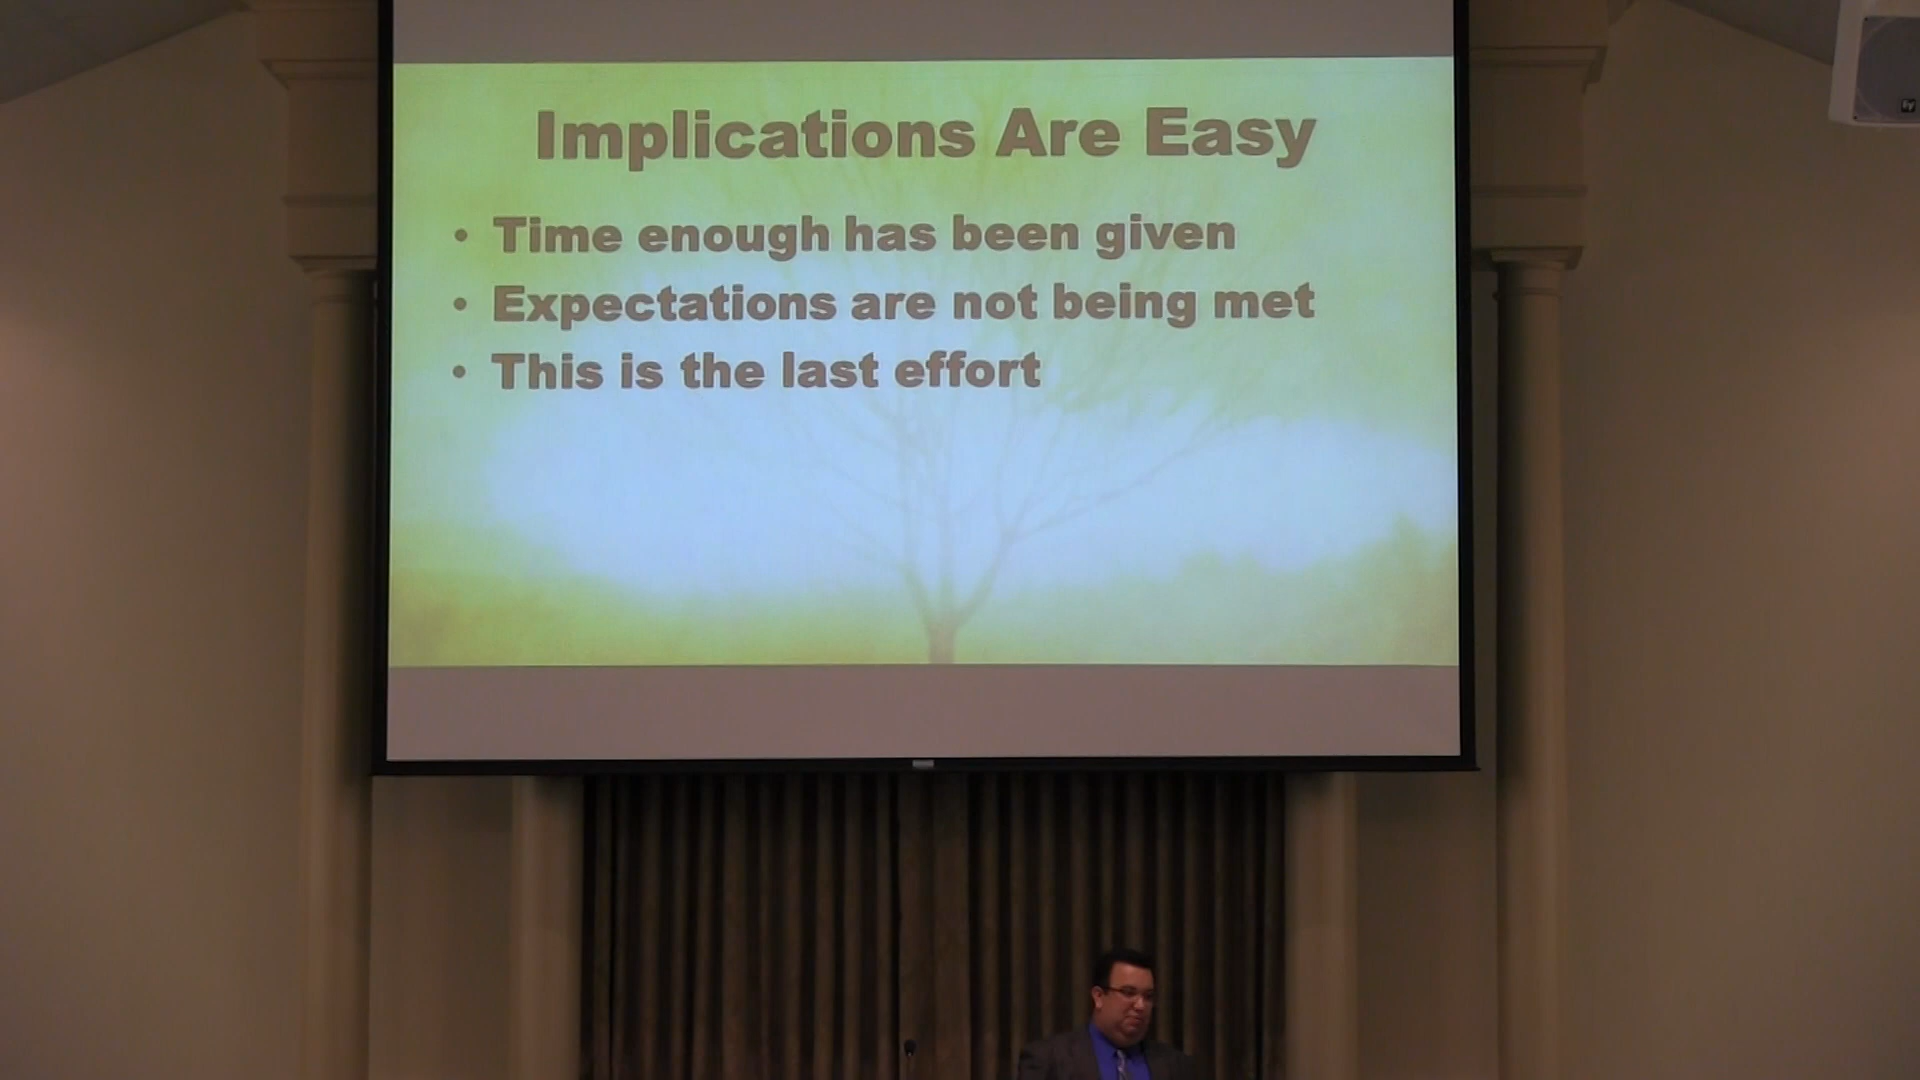 Implications Are Easy
• Time enough has been given
• Expectations are not being met
• This is the last effort